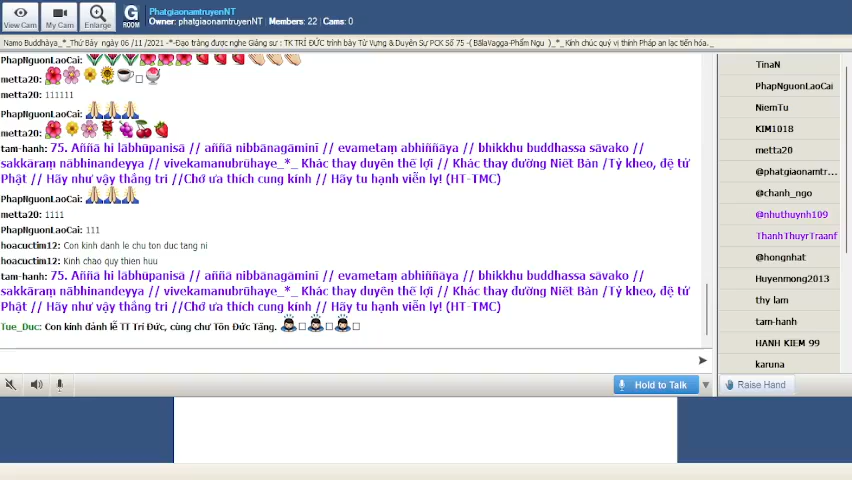 View Cam
My Cam
Enlarge
G
ROOM
PhatgiaonamtruyenNT
Owner: phatgiaonamtruyenNT Members: 22 Cams: 0
Namo Buddhàya_*_Thứ Bảy ngày 06 /11 /2021 -*-Đạo tràng được nghe Giảng sư : TK TRÍ ĐỨC trình bày Từ Vựng & Duyên Sự PCK Số 75 -( BālaVagga-Phẩm Ngu )_*_ Kính chúc quý vị thính Pháp an lạc tiến hóa._
PhapNguonLaoCai:
metta20:
metta20: 111111
PhapNguonLaoCai:
metta20:
tam-hanh: 75. Aññā hi lābhūpanisā // aññā nibbānagāminī // evametaṃ abhiññāya // bhikkhu buddhassa sāvako //
sakkāraṃ nābhinandeyya // vivekamanubrūhaye_*_ Khác thay duyên thế lợi // Khác thay đường Niết Bàn /Tỷ kheo, đệ tử
Phật // Hãy như vậy thắng tri //Chớ ưa thích cung kính // Hãy tu hạnh viễn ly! (HT-TMC)
PhapNguonLaoCai:
metta20: 1111
PhapNguonLaoCai: 111
hoacuctim12: Con kinh danh le chu ton duc tang ni
hoacuctim12: Kinh chao quy thien huu
tam-hanh: 75. Aññā hi lābhūpanisā // aññā nibbānagāminī // evametaṃ abhiññāya // bhikkhu buddhassa sāvako //
sakkāraṃ nābhinandeyya // vivekamanubrūhaye_*_ Khác thay duyên thế lợi // Khác thay đường Niết Bàn /Tỷ kheo, đệ tử
Phật // Hãy như vậy thắng tri //Chớ ưa thích cung kính // Hãy tu hạnh viễn ly! (HT-TMC)
Tue_Duc: Con kính đảnh lễ TT Trí Đức, cùng chư Tôn Đức Tăng.
Hold to Talk
TinaN
PhapNguonLaoCai
NiemTu
KIM1018
metta20
@phatgiaonamtr...
@chanh_ngo
@nhuthuynh109
ThanhThuyrTraanf
@hongnhat
Huyenmong2013
thy lam
tam-hanh
HANH KIEM 99
karuna
Raise Hand